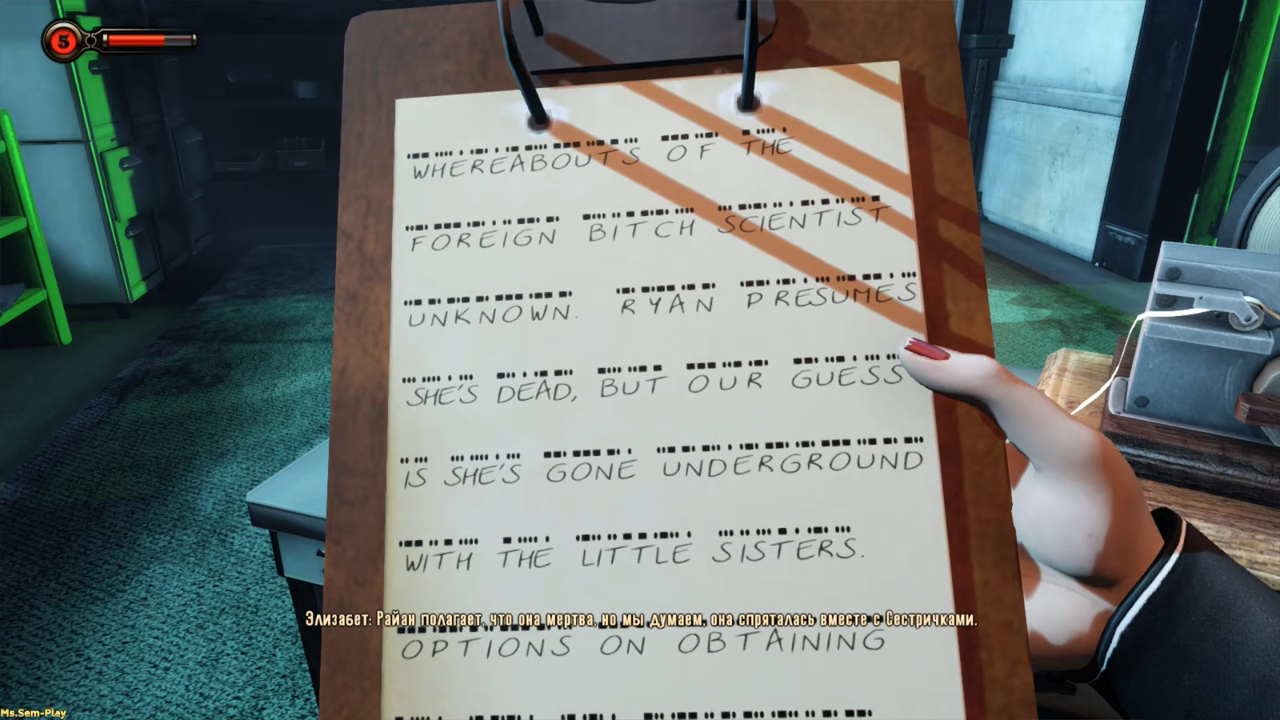 5
WHEREABOUTS OF THE
FOREIGN BITCH SCIENTIST
UNKNOWN. RYAN PRESUMES
SHE'S DEAD, BUT OUR GUESS
IS SHE'S GONE UNDERGROUND
WITH THE LITTLE SISTERS.
Элизабет: Райан полагает, что она мертва, но мы думаем, она спряталась вместе с Сестричками.
OPTIONS ON OBTAINING
Ms.Sem-Play